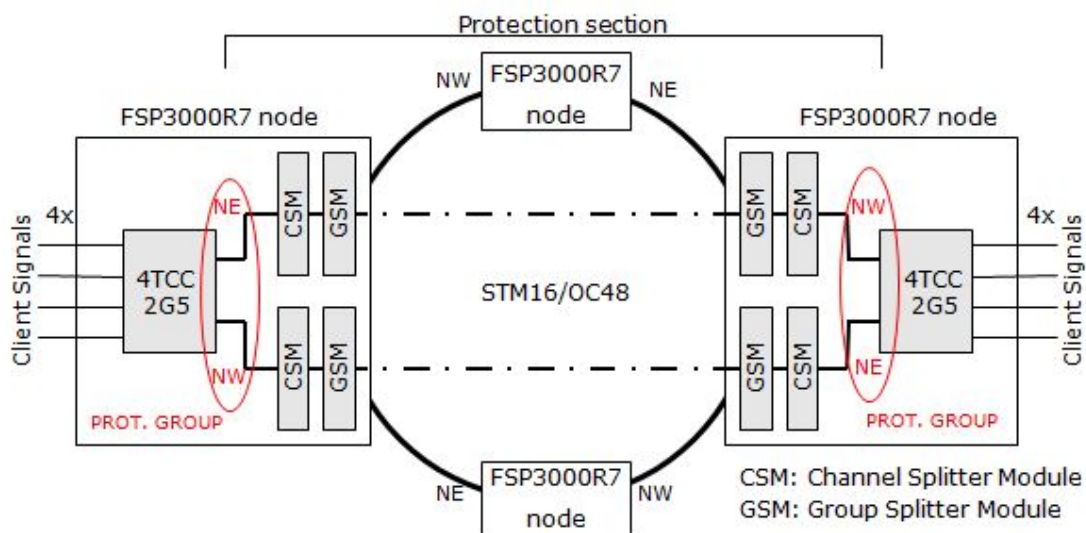 Protection section
NW
FSP3000R7
node
NE
FSP3000R7 node
FSP3000R7 node
4x
Client Signals
4TCC
2G5
NE
NW
PROT. GROUP
CSM
GSM
CSM
GSM
STM16/OC48
GSM
CSM
GSM
CSM
NW
NE
4TCC
2G5
PROT. GROUP
4x
Client Signals
NE
FSP3000R7
node
NW
CSM: Channel Splitter Module
GSM: Group Splitter Module